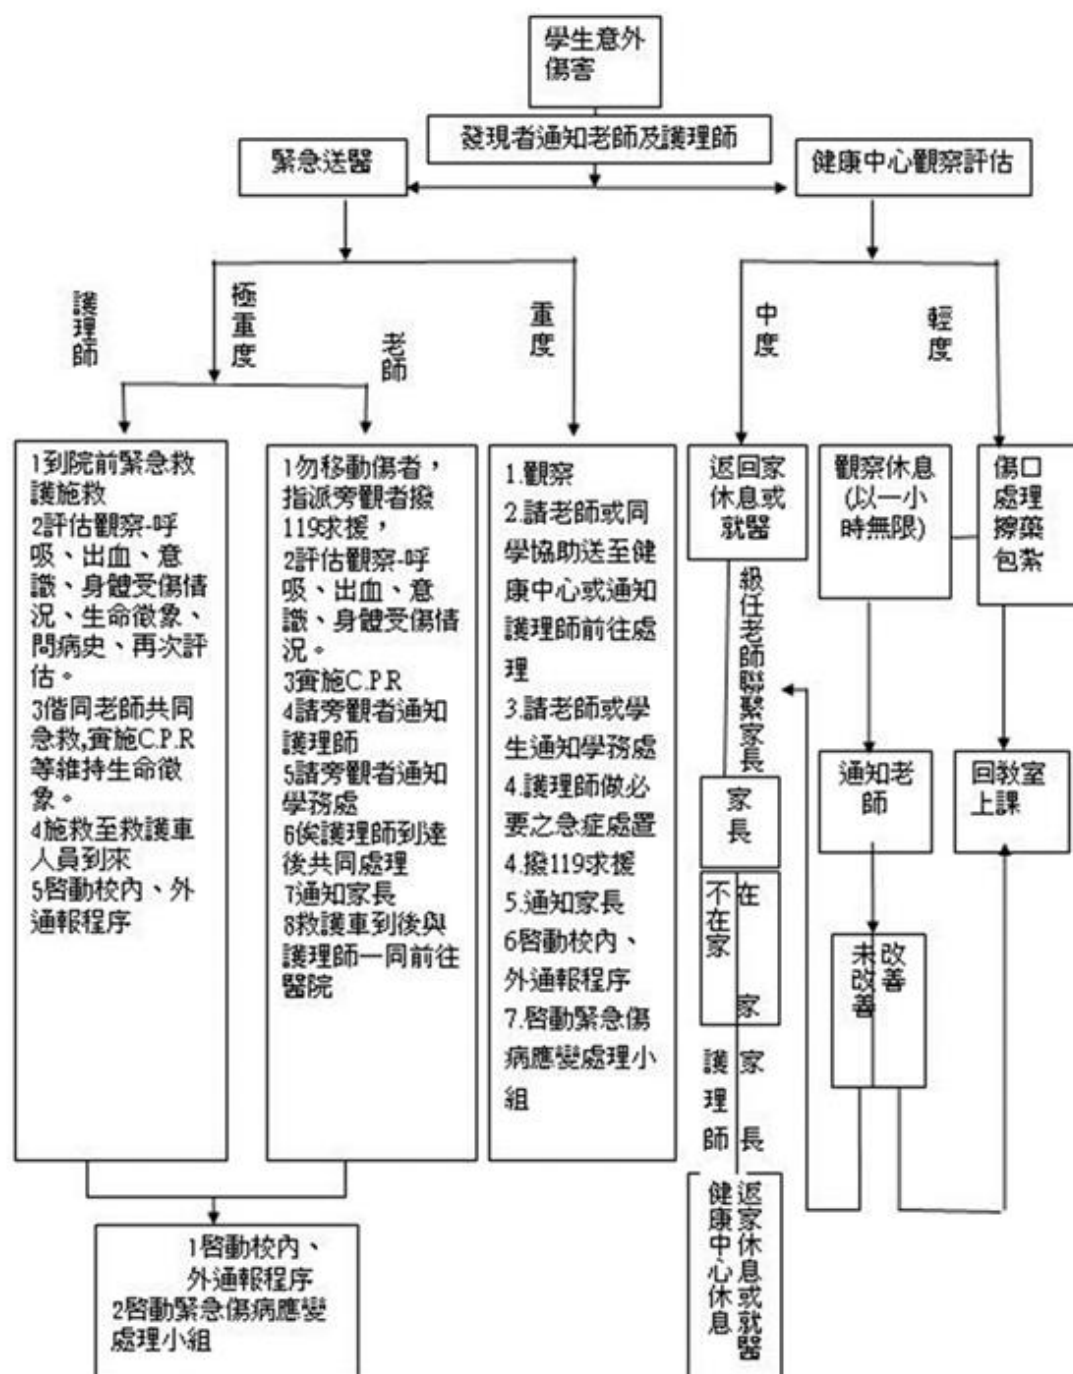 學生意外
傷害
發現者通知老師及護理師
緊急送醫
健康中心觀察評估
護理師
極重度
老師
重度
中度
輕度
1到院前緊急救
護施救
2評估觀察-呼
吸、出血、意
識、身體受傷情
況、生命徵象、
問病史、再次評
估。
3偕同老師共同
急救,實施C.P.R
等維持生命徵
象。
4施救至救護車
人員到來
5啓動校內、外
通報程序
1勿移動傷者，
指派旁觀者撥
119求援，
2評估觀察-呼
吸、出血、意
識、身體受傷情
況。
3實施C.P.R
4請旁觀者通知
護理師
5請旁觀者通知
學務處
6俟護理師到達
後共同處理
7通知家長
8救護車到後與
護理師一同前往
醫院
1.觀察
2.請老師或同
學協助送至健
康中心或通知
護理師前往處
理
3.請老師或學
生通知學務處
4.護理師做必
要之急症處置
4.撥119求援
5.通知家長
6啓動校內、
外通報程序
7.啓動緊急傷
病應變處理小
組
返回家
休息或
就醫
觀察休息
(以一小
時無限)
傷口
處理
擦藥
包紮
級任老師聯繫家長
家長
通知老
師
回教室
上課
不在家
在家
未改善
改善
護理師
家長
健康中心休息
返家休息或就醫
1啓動校內、
外通報程序
2啓動緊急傷病應變
處理小組